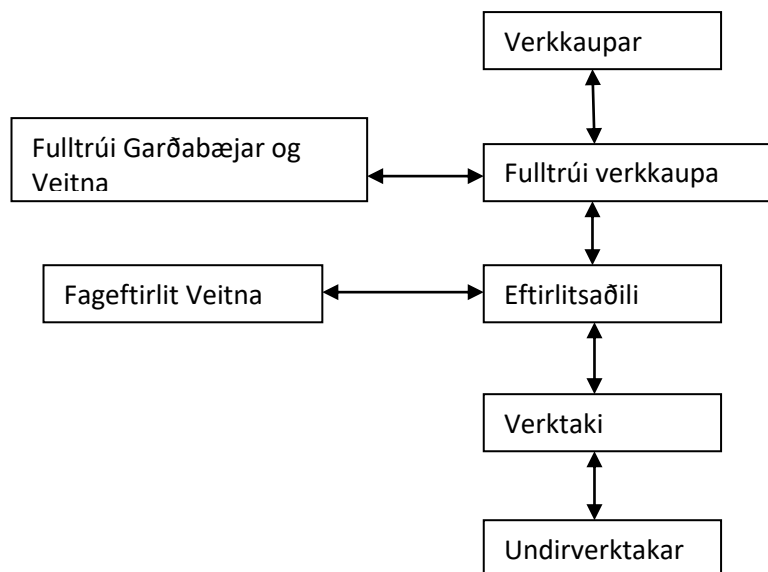 Verkkaupar
Fulltrúi Garðabæjar og
Veitna
Fulltrúi verkkaupa
Fageftirlit Veitna
Eftirlitsaðili
Verktaki
Undirverktakar